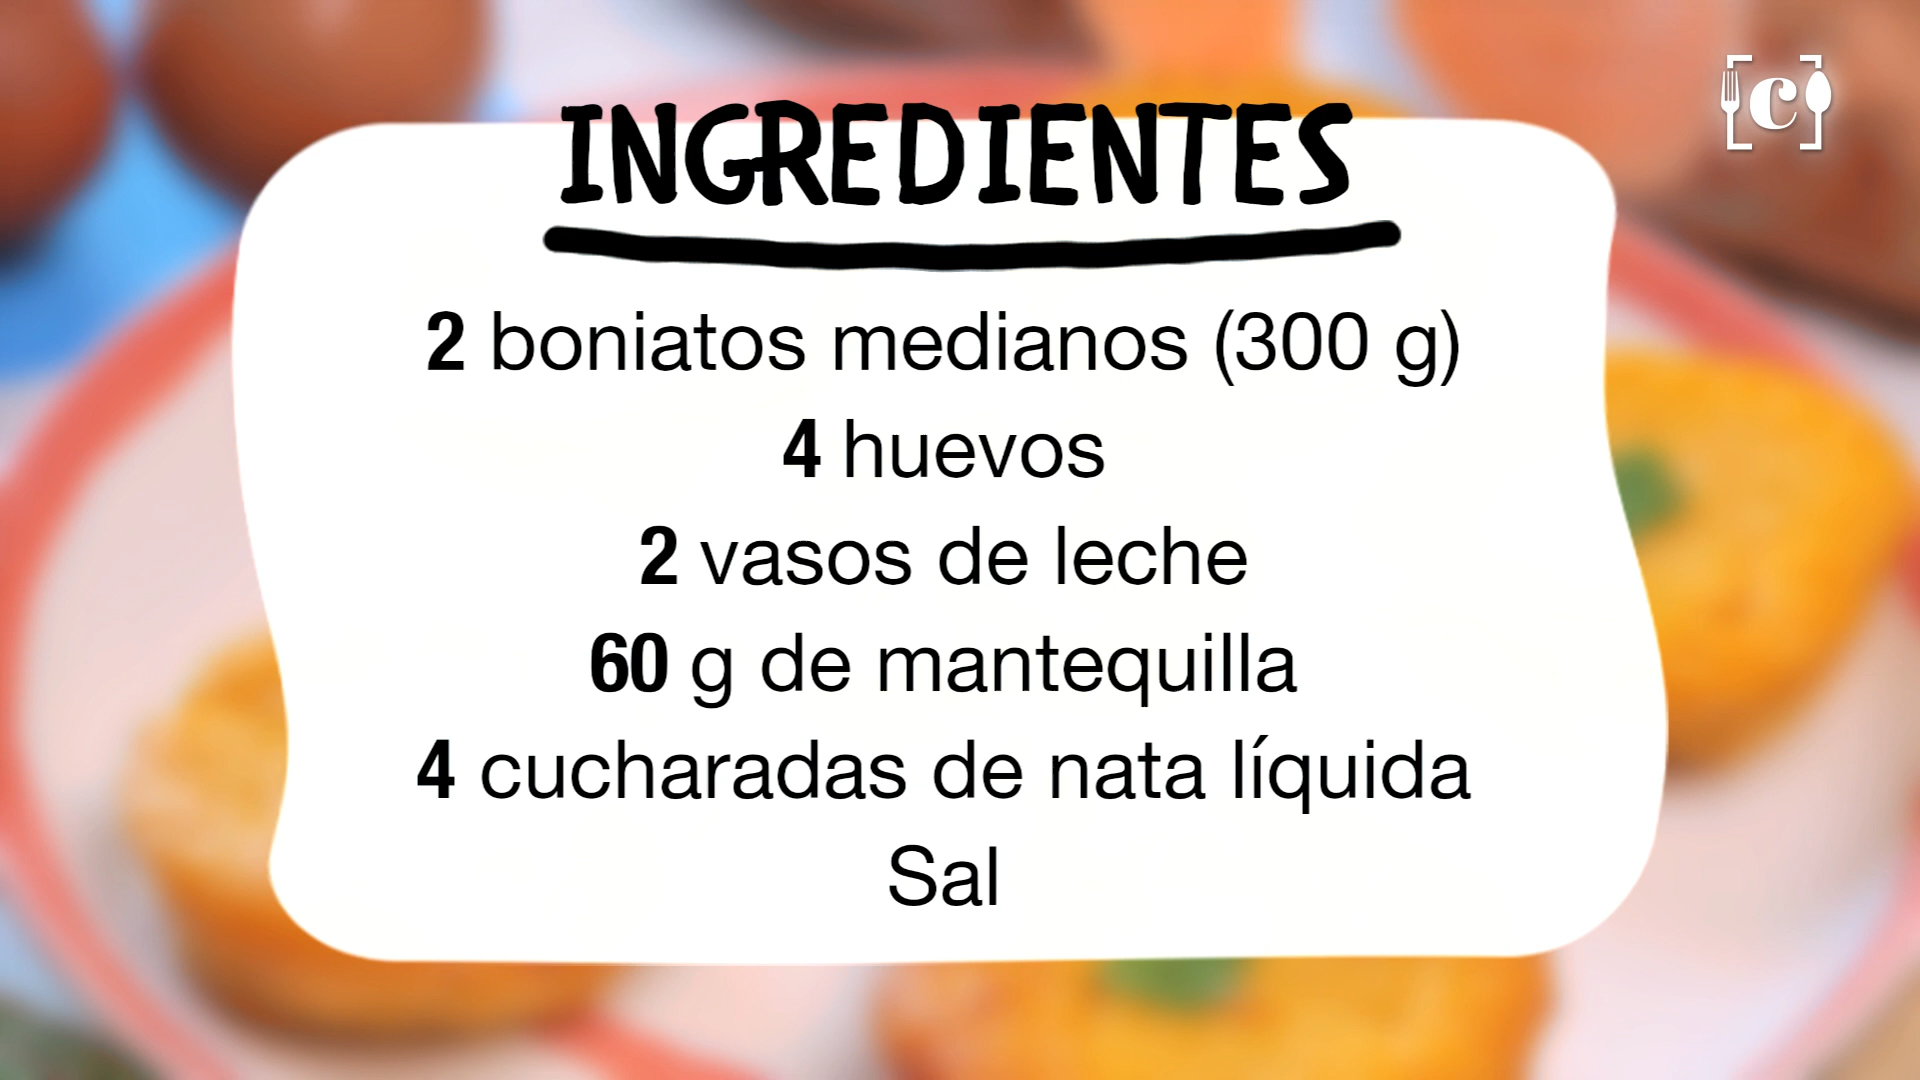 INGREDIENTES
2 boniatos medianos (300 g)
4 huevos
2 vasos de leche
60 g de mantequilla
4 cucharadas de nata líquida
Sal
c